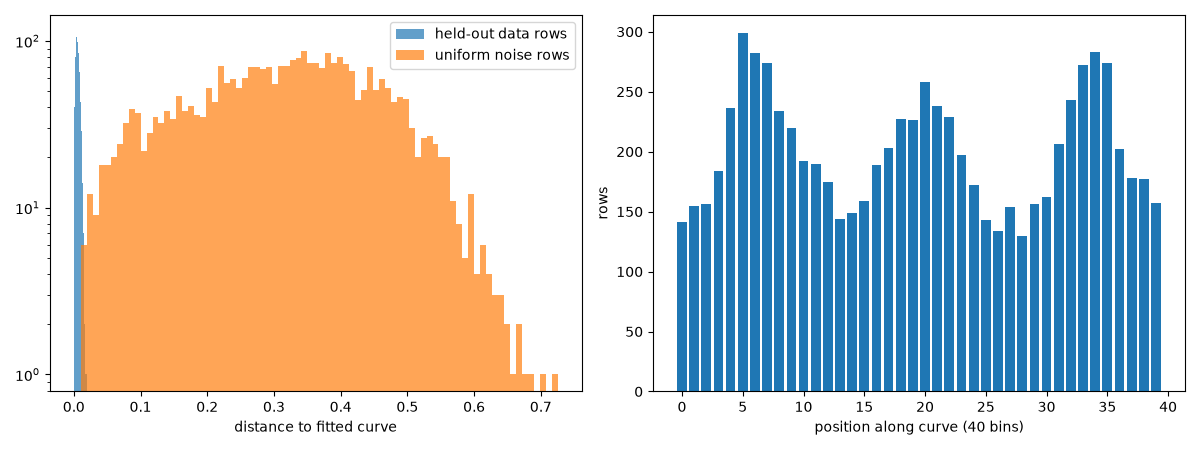 held-out data rows
uniform noise rows
10²
10¹
10⁰
0.0 0.1 0.2 0.3 0.4 0.5 0.6 0.7
distance to fitted curve
rows
300
250
200
150
100
50
0
0 5 10 15 20 25 30 35 40
position along curve (40 bins)